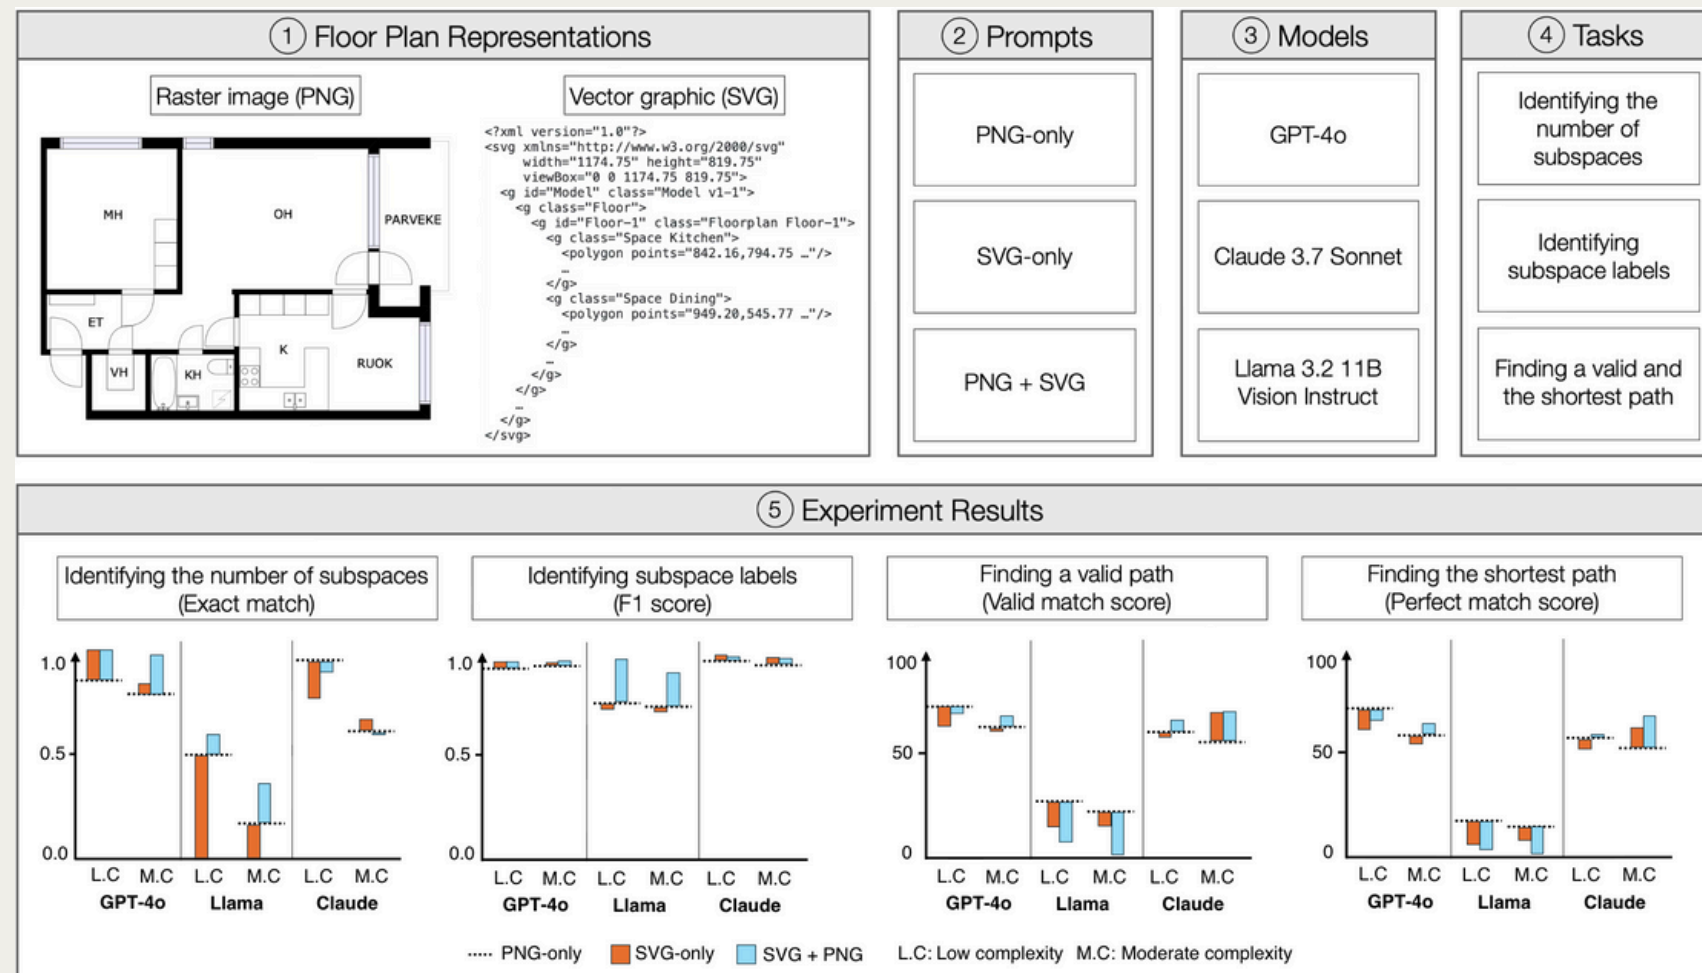 1 Floor Plan Representations
Raster image (PNG)
MH
OH
PARVEKE
ET
VH
KH
K
RUOK
Vector graphic (SVG)
<?xml version="1.0"?>
<svg xmlns="http://www.w3.org/2000/svg"
width="1174.75" height="819.75"
viewBox="0 0 1174.75 819.75">
<g id="Model" class="Model v1-1">
<g class="Floor">
<g id="Floor-1" class="Floorplan Floor-1">
<g class="Space Kitchen">
<polygon points="842.16,794.75 …"/>
…
</g>
<g class="Space Dining">
<polygon points="949.20,545.77 …"/>
…
</g>
…
</g>
</g>
…
</g>
</svg>
2 Prompts
PNG-only
SVG-only
PNG + SVG
3 Models
GPT-4o
Claude 3.7 Sonnet
Llama 3.2 11B
Vision Instruct
4 Tasks
Identifying the
number of
subspaces
Identifying
subspace labels
Finding a valid and
the shortest path
5 Experiment Results
Identifying the number of subspaces
(Exact match)
1.0
0.5
0.0
L.C M.C L.C M.C L.C M.C
GPT-4o Llama Claude
Identifying subspace labels
(F1 score)
1.0
0.5
0.0
L.C M.C L.C M.C L.C M.C
GPT-4o Llama Claude
Finding a valid path
(Valid match score)
100
50
0
L.C M.C L.C M.C L.C M.C
GPT-4o Llama Claude
Finding the shortest path
(Perfect match score)
100
50
0
L.C M.C L.C M.C L.C M.C
GPT-4o Llama Claude
PNG-only SVG-only SVG + PNG L.C: Low complexity M.C: Moderate complexity